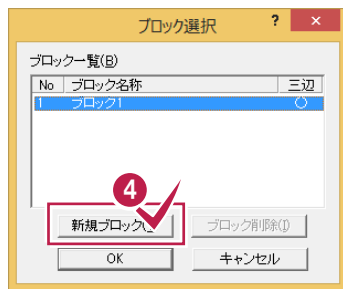 ブロック選択 ? ×
ブロック一覧(B)
No ブロック名称 三辺
1 ブロック1 ○
4
新規ブロック( ブロック削除(I)
OK キャンセル